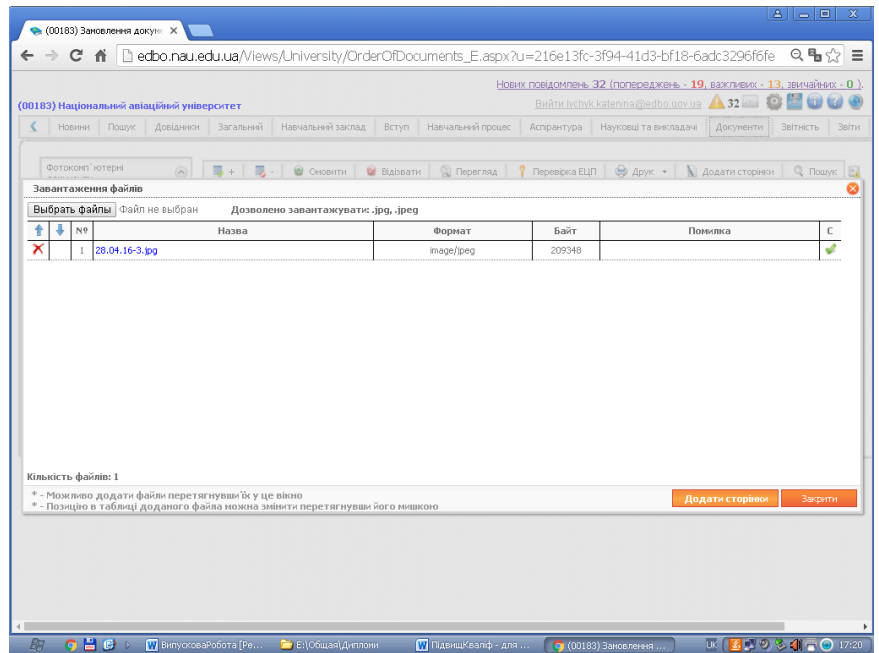 (00183) Замовлення докум
edbo.nau.edu.ua/Views/University/OrderOfDocuments_E.aspx?u=216e13fc-3f94-41d3-bf18-6adc3296f6fe
Нових повідомлень 32 (попереджень - 19, важливих - 13, звичайних - 0 ).
(00183) Національний авіаційний університет
Вийти Ivchyk.kateryna@edbo.gov.ua 32
Новини Пошук Довідники Загальний Навчальний заклад Вступ Навчальний процес Аспірантура Науковці та викладачі Документи Звітність Звіти
Фотокомп`ютерні + - Оновити Відізвати Перегляд Перевірка ЕЦП Друк Додати сторінки Пошук
Завантаження файлів
Выбрать файлы Файл не выбран Дозволено завантажувати: .jpg, .jpeg
№ Назва Формат Байт Помилка С
1 28.04.16-3.jpg image/jpeg 209348
Кількість файлів: 1
* - Можливо додати файли перетягнувши їх у це вікно
* - Позицію в таблиці доданого файла можна змінити перетягнувши його мишкою
Додати сторінки Закрити
ВипусковаРобота [Ре... E:\Общая\Дипломи ПідвищКваліф - для ... (00183) Замовлення ... UK 17:20